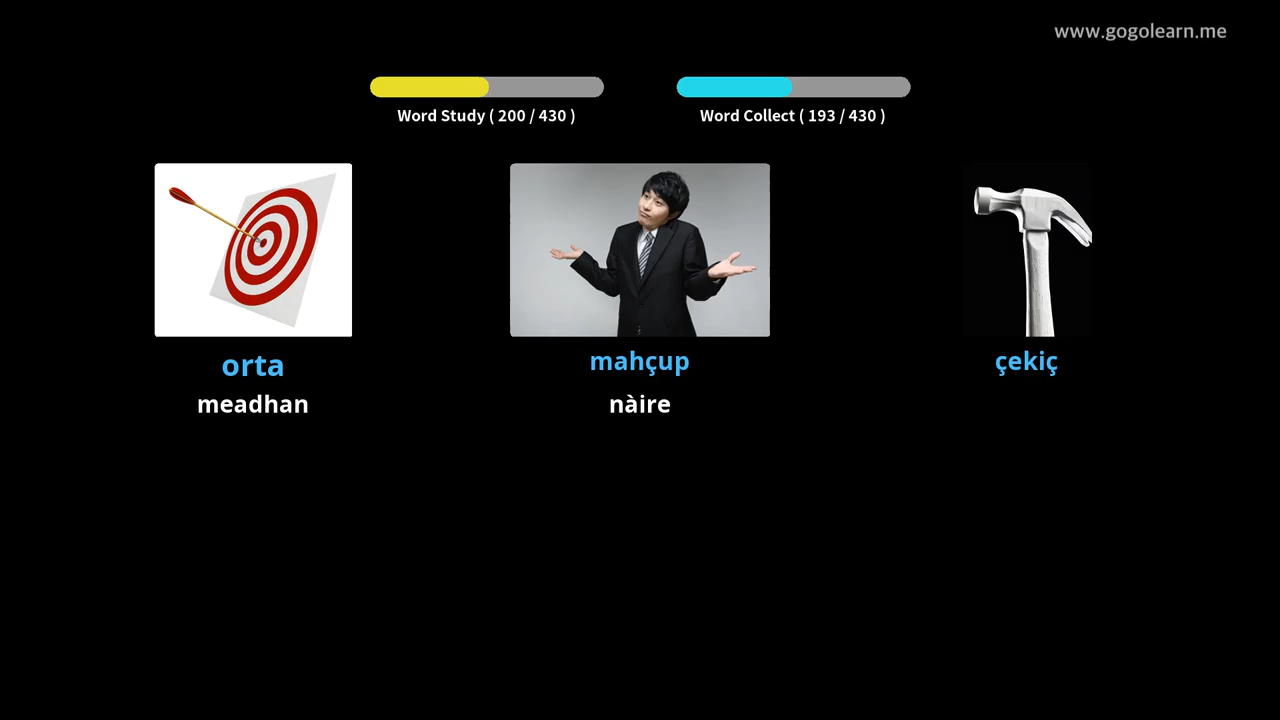 www.gogolearn.me
Word Study ( 200 / 430 )
Word Collect ( 193 / 430 )
orta
mahçup
çekiç
meadhan
nàire